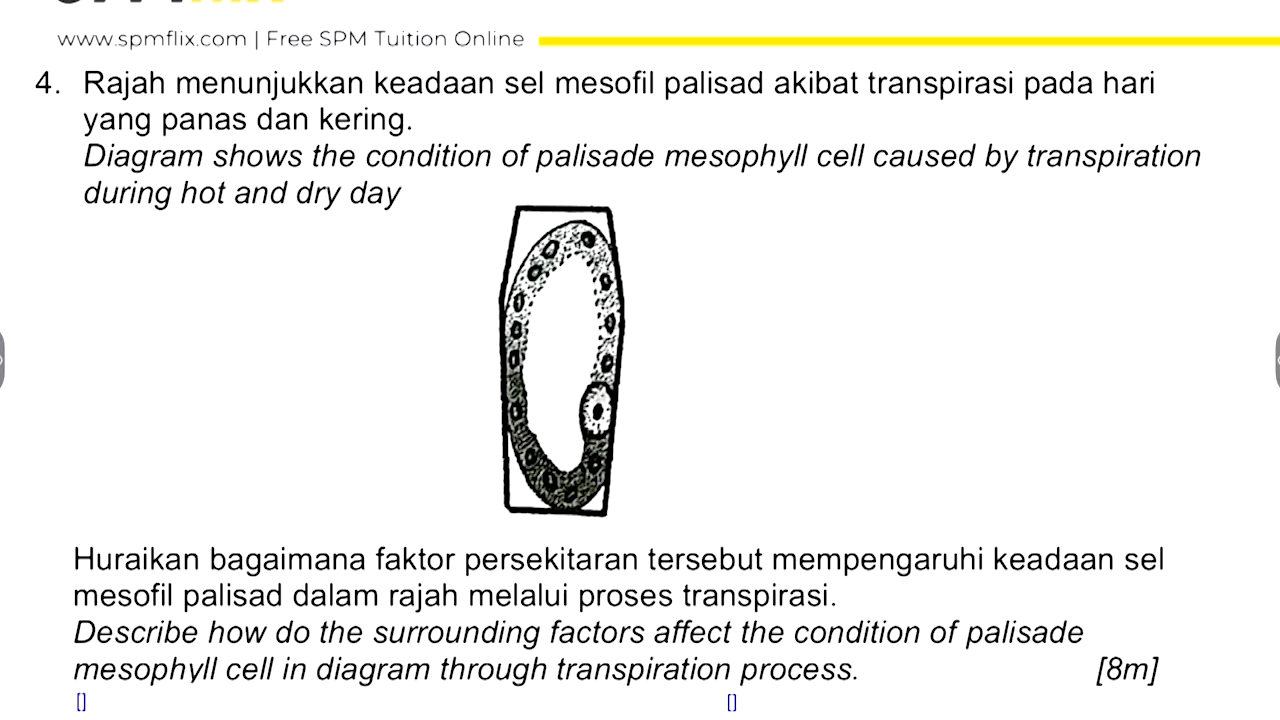 www.spmflix.com | Free SPM Tuition Online
4. Rajah menunjukkan keadaan sel mesofil palisad akibat transpirasi pada hari
yang panas dan kering.
Diagram shows the condition of palisade mesophyll cell caused by transpiration
during hot and dry day
Huraikan bagaimana faktor persekitaran tersebut mempengaruhi keadaan sel
mesofil palisad dalam rajah melalui proses transpirasi.
Describe how do the surrounding factors affect the condition of palisade
mesophyll cell in diagram through transpiration process. [8m]
[] []